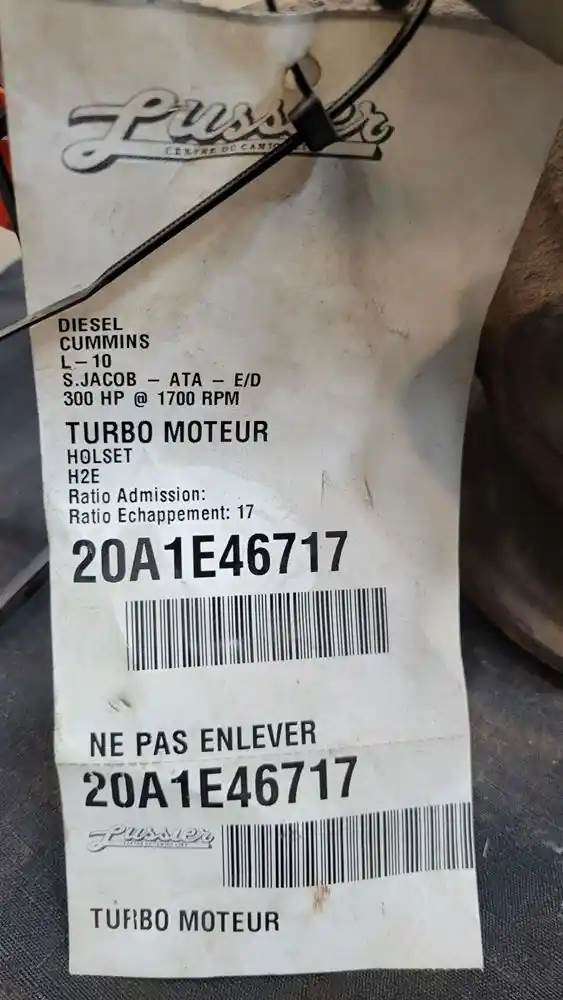 Lussier
CENTRE DU CAMION
DIESEL
CUMMINS
L-10
S.JACOB - ATA - E/D
300 HP @ 1700 RPM
TURBO MOTEUR
HOLSET
H2E
Ratio Admission:
Ratio Echappement: 17
20A1E46717
NE PAS ENLEVER
20A1E46717
Lussier
TURBO MOTEUR